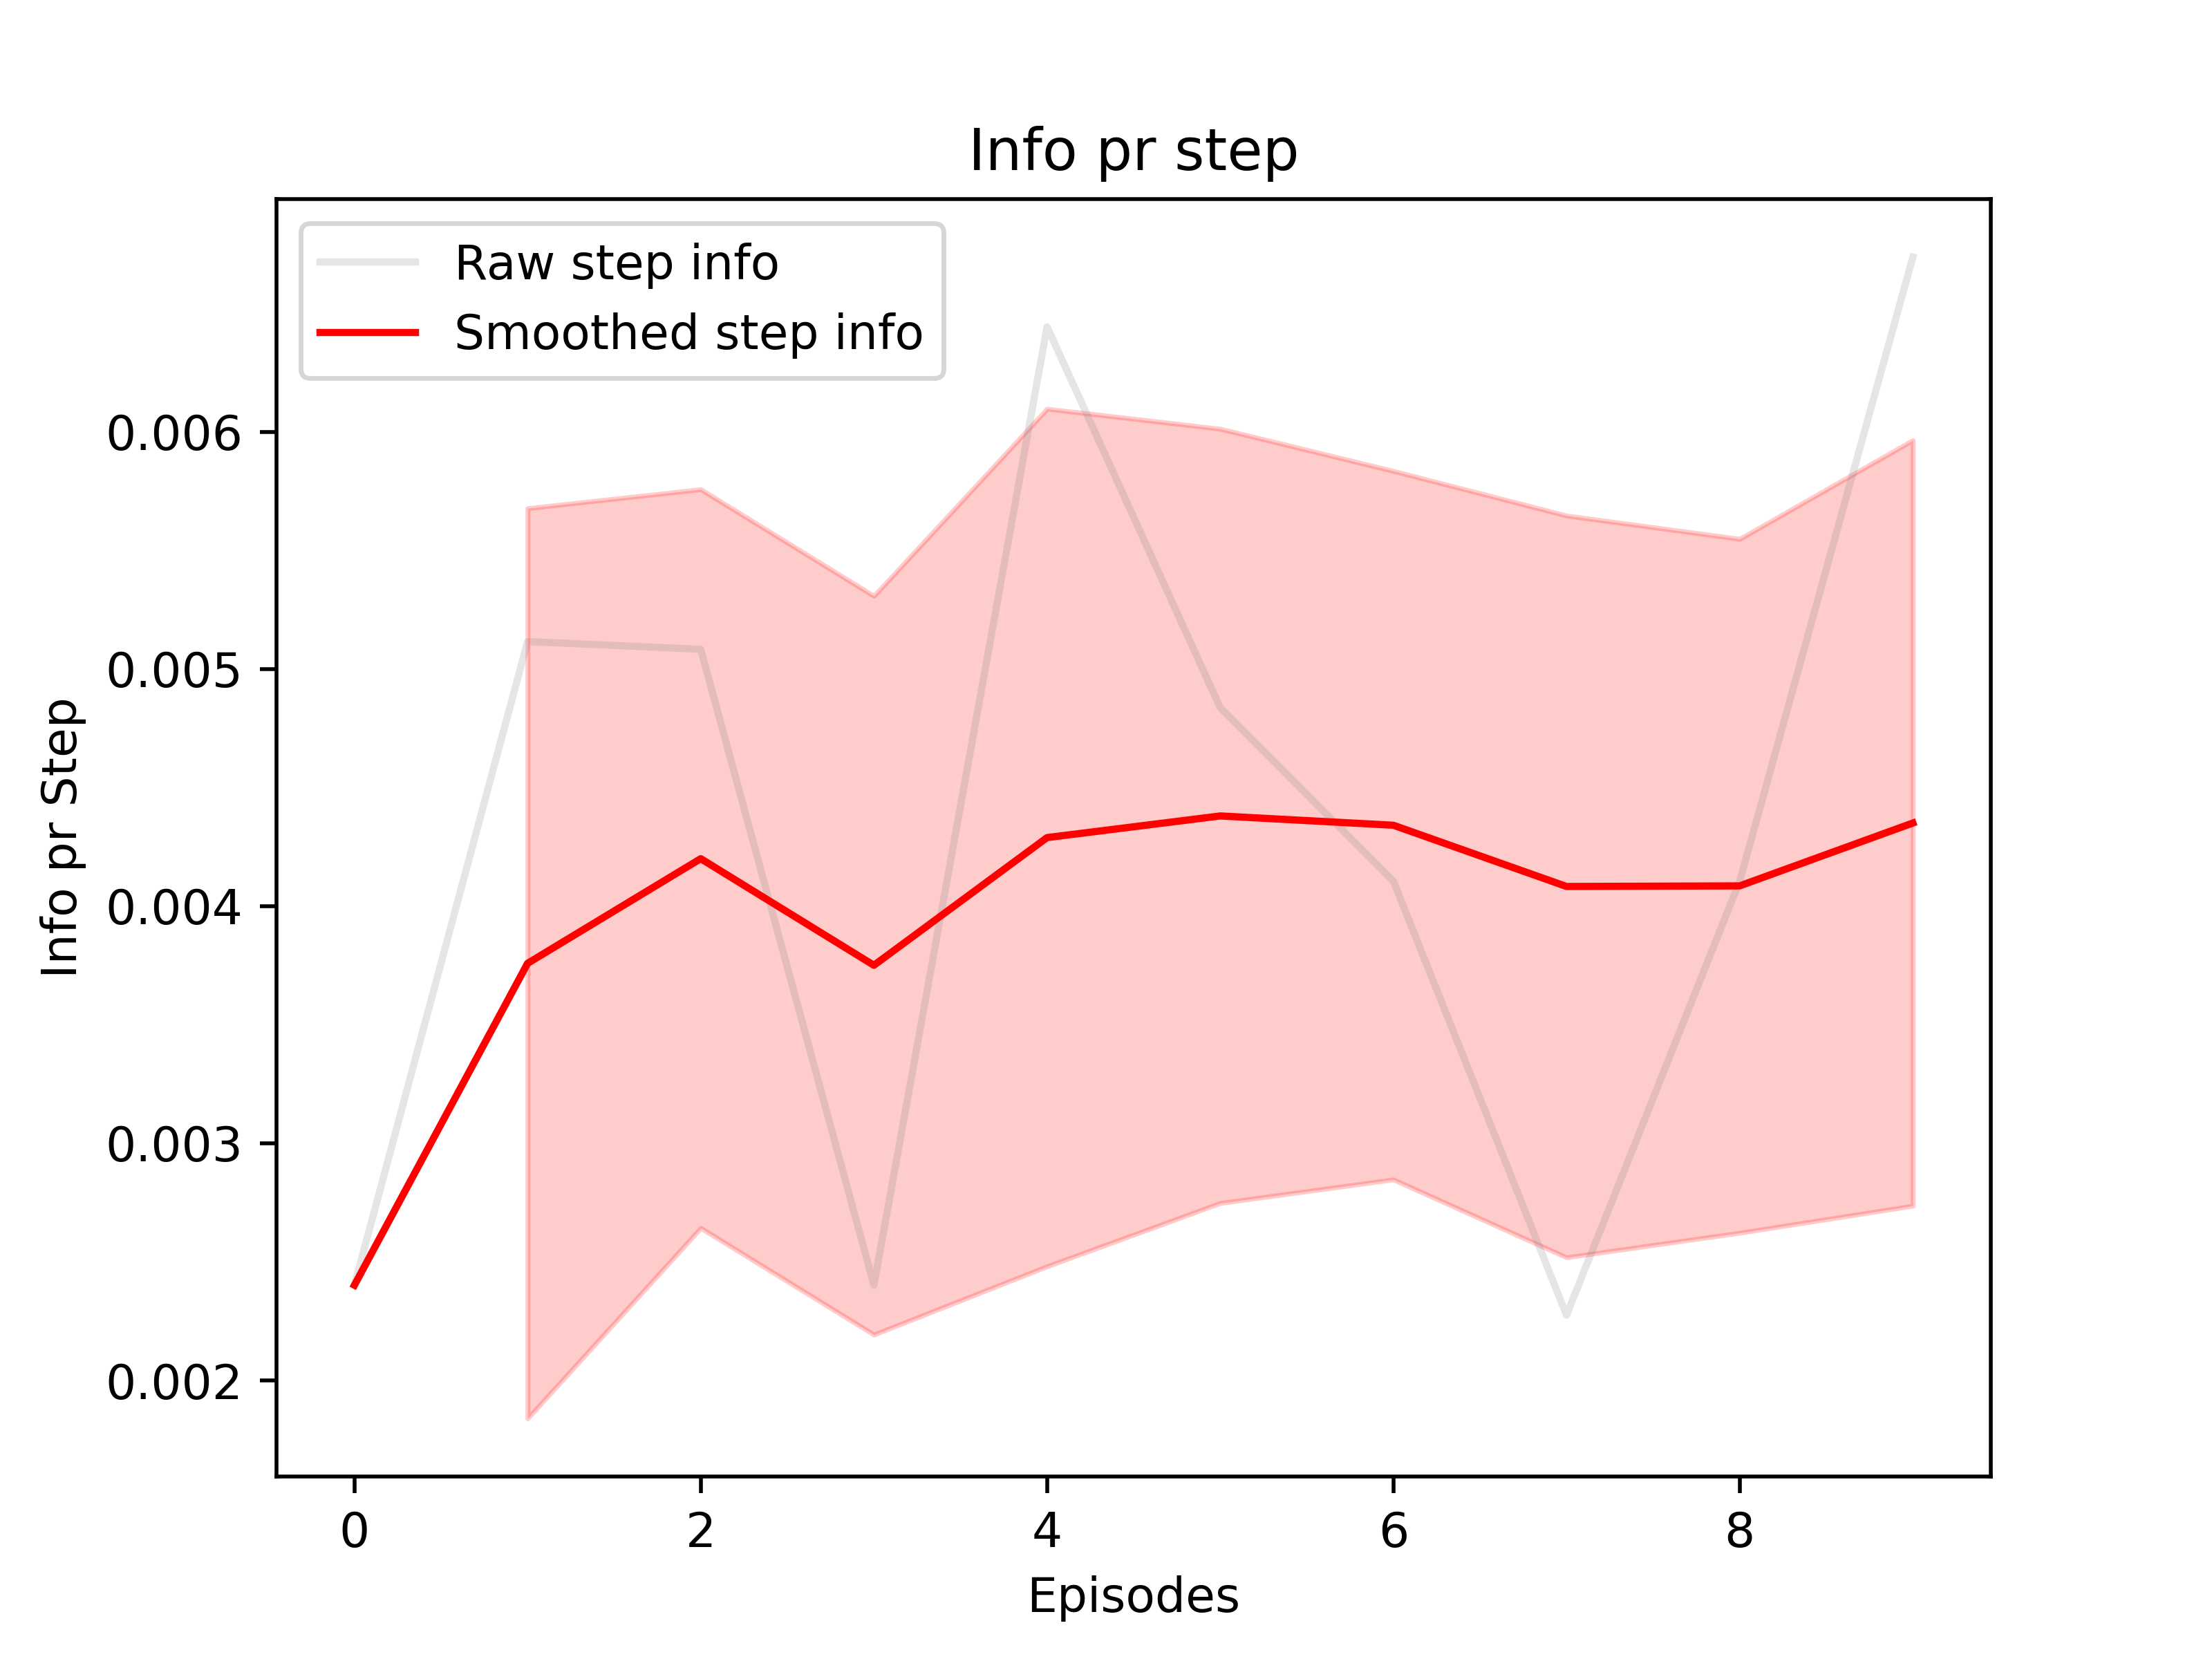 Info pr step
Raw step info
Smoothed step info
Info pr Step
0.006
0.005
0.004
0.003
0.002
0 2 4 6 8
Episodes